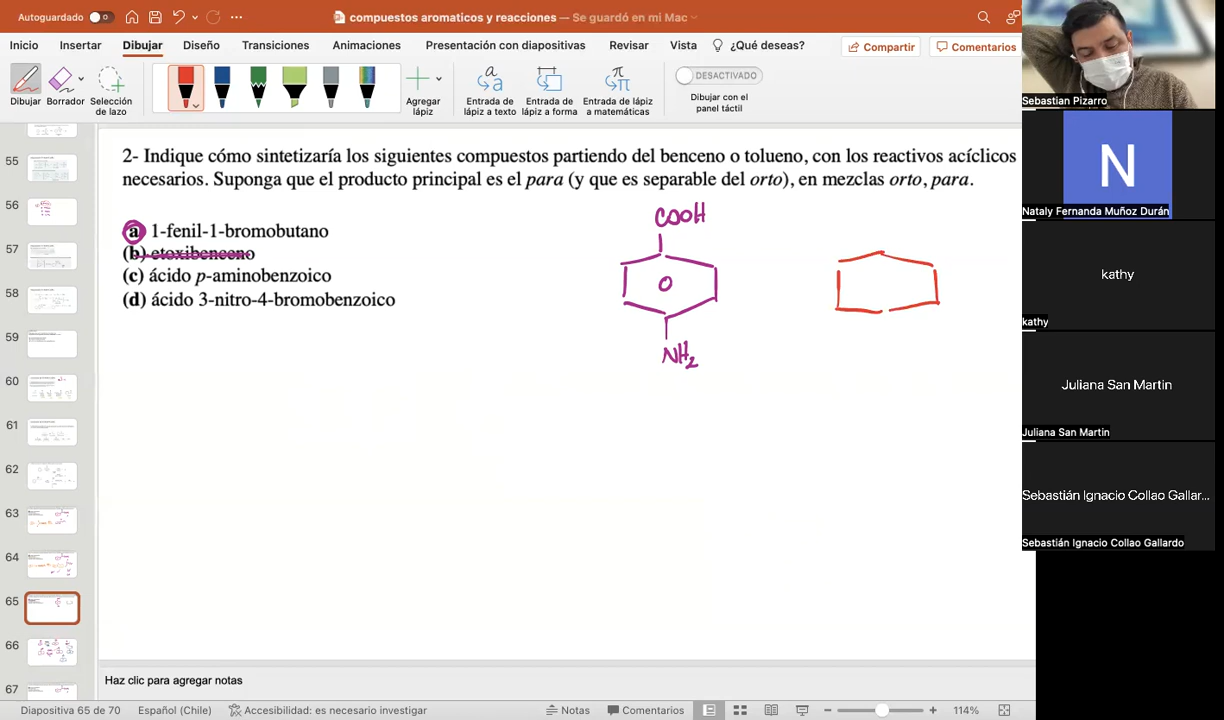 Autoguardado
compuestos aromaticos y reacciones — Se guardó en mi Mac
Inicio Insertar Dibujar Diseño Transiciones Animaciones Presentación con diapositivas Revisar Vista ¿Qué desea?
Compartir
Comentarios
Dibujar
Borrador
Selección de lazo
Agregar lápiz
Entrada de lápiz a texto
Entrada de lápiz a forma
Entrada de lápiz a matemáticas
DESACTIVADO
Dibujar con el panel táctil
55
56
57
58
59
60
61
62
63
64
65
66
67
2- Indique cómo sintetizaría los siguientes compuestos partiendo del benceno o tolueno, con los reactivos acíclicos
necesarios. Suponga que el producto principal es el para (y que es separable del orto), en mezclas orto, para.
(a) 1-fenil-1-bromobutano
(b) etoxibenceno
(c) ácido p-aminobenzoico
(d) ácido 3-nitro-4-bromobenzoico
COOH
NH2
Sebastian Pizarro
N
Nataly Fernanda Muñoz Durán
kathy
kathy
Juliana San Martin
Juliana San Martin
Sebastián Ignacio Collao Gallar...
Sebastián Ignacio Collao Gallardo
Haz clic para agregar notas
Diapositiva 65 de 70 Español (Chile) Accesibilidad: es necesario investigar Notas Comentarios 114%